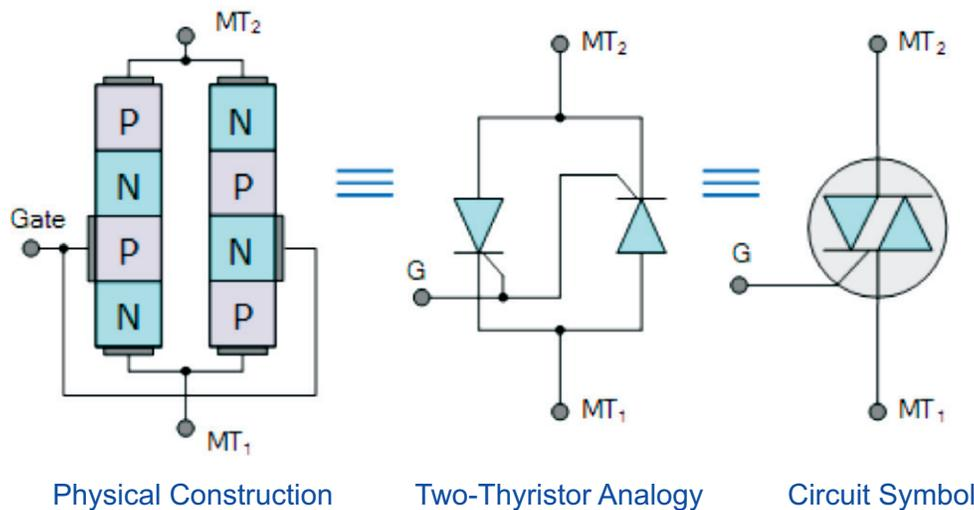 MT2
P
N
P
N
N
P
N
P
Gate
MT1
Physical Construction
MT2
G
MT1
Two-Thyristor Analogy
MT2
G
MT1
Circuit Symbol